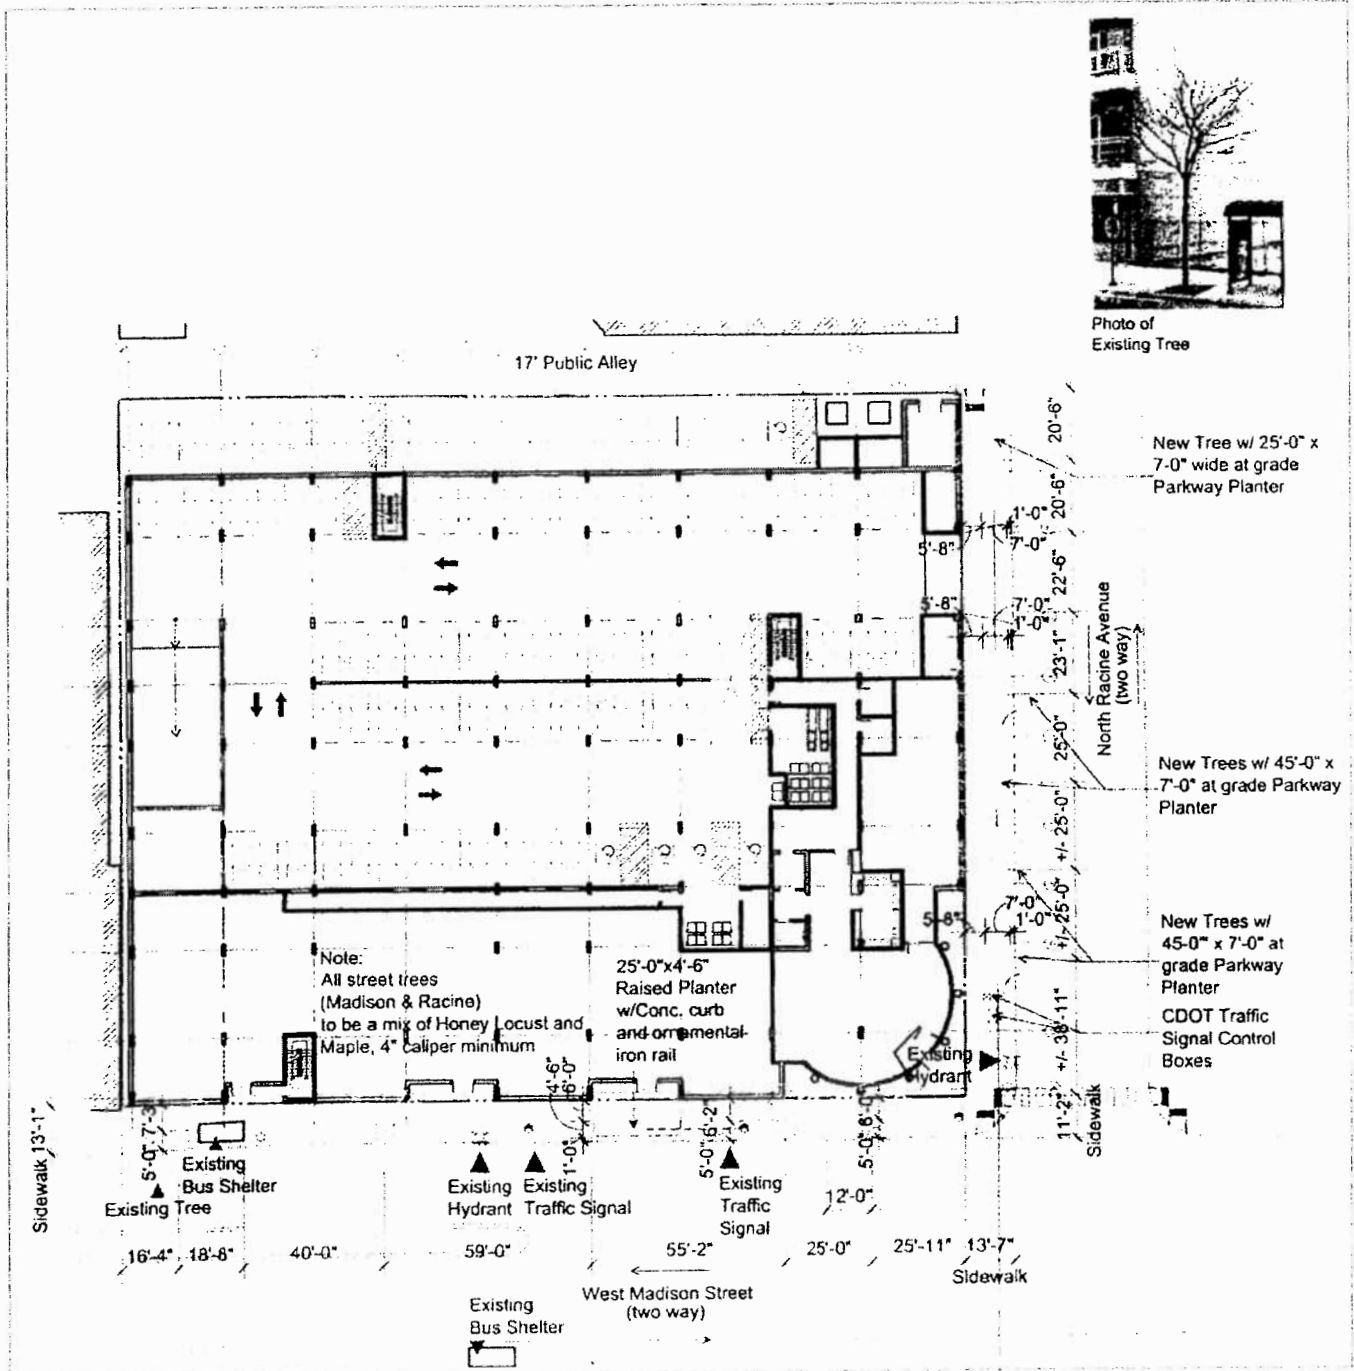 Photo of
Existing Tree
17' Public Alley
20'-6"
New Tree w/ 25'-0" x
7-0" wide at grade
Parkway Planter
20'-6"
1'-0"
7'-0"
5'-8"
22'-6"
5'-8"
7'-0"
1'-0"
23'-1"
North Racine Avenue
(two way)
25'-0"
New Trees w/ 45'-0" x
7'-0" at grade Parkway
Planter
+/- 25'-0"
+/- 25'-0"
7'-0"
1'-0"
5'-8"
New Trees w/
45-0" x 7'-0" at
grade Parkway
Planter
CDOT Traffic
Signal Control
Boxes
Note:
All street trees
(Madison & Racine)
to be a mix of Honey Locust and
Maple, 4" caliper minimum
25'-0"x4'-6"
Raised Planter
w/Conc. curb
and ornamental
iron rail
Existing
Hydrant
+/- 38'-11"
11'-2"
Sidewalk
4'-6"
6'-0"
1'-0"
5'-0" 6'-2"
5'-0" 6'-0"
Sidewalk 13'-1"
5'-0" 7'-3"
Existing
Bus Shelter
Existing Tree
Existing
Hydrant
Existing
Traffic Signal
Existing
Traffic
Signal
12'-0"
16'-4" 18'-8" 40'-0" 59'-0" 55'-2" 25'-0" 25'-11" 13'-7"
Sidewalk
West Madison Street
(two way)
Existing
Bus Shelter